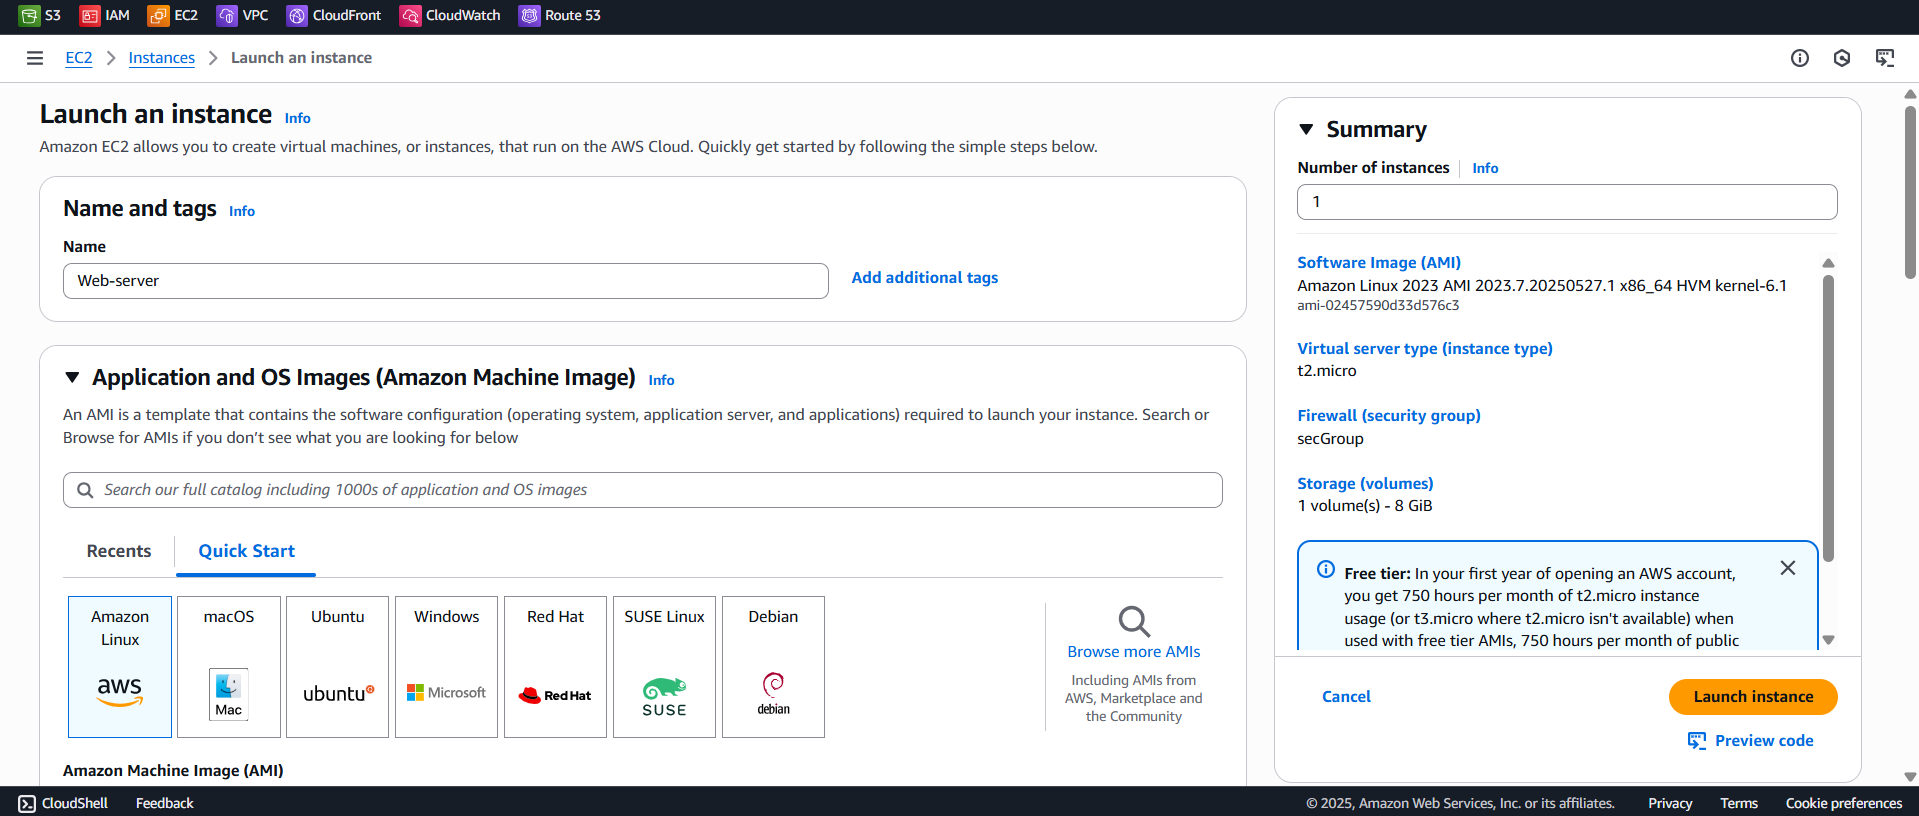 S3 IAM EC2 VPC CloudFront CloudWatch Route 53
EC2 Instances Launch an instance
Launch an instance Info
Amazon EC2 allows you to create virtual machines, or instances, that run on the AWS Cloud. Quickly get started by following the simple steps below.
Name and tags Info
Name
Web-server
Add additional tags
Application and OS Images (Amazon Machine Image) Info
An AMI is a template that contains the software configuration (operating system, application server, and applications) required to launch your instance. Search or
Browse for AMIs if you don’t see what you are looking for below
Search our full catalog including 1000s of application and OS images
Recents Quick Start
Amazon
Linux
aws
macOS
Mac
Ubuntu
ubuntu
Windows
Microsoft
Red Hat
Red Hat
SUSE Linux
SUSE
Debian
debian
Browse more AMIs
Including AMIs from
AWS, Marketplace and
the Community
Amazon Machine Image (AMI)
Summary
Number of instances Info
1
Software Image (AMI)
Amazon Linux 2023 AMI 2023.7.20250527.1 x86_64 HVM kernel-6.1
ami-02457590d33d576c3
Virtual server type (instance type)
t2.micro
Firewall (security group)
secGroup
Storage (volumes)
1 volume(s) - 8 GiB
Free tier: In your first year of opening an AWS account,
you get 750 hours per month of t2.micro instance
usage (or t3.micro where t2.micro isn't available) when
used with free tier AMIs, 750 hours per month of public
Cancel
Launch instance
Preview code
CloudShell Feedback
© 2025, Amazon Web Services, Inc. or its affiliates. Privacy Terms Cookie preferences